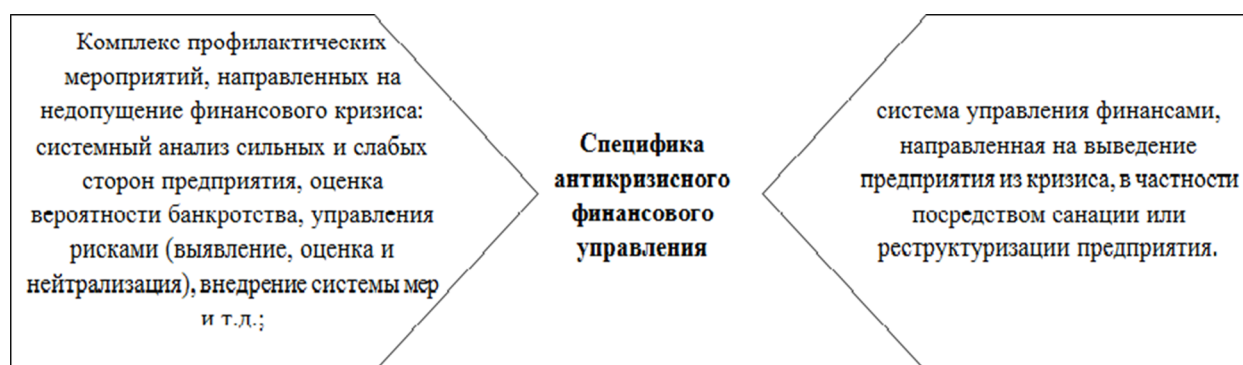 Комплекс профилактических
мероприятий, направленных на
недопущение финансового кризиса:
системный анализ сильных и слабых
сторон предприятия, оценка
вероятности банкротства, управления
рисками (выявление, оценка и
нейтрализация), внедрение системы мер
и т.д.;
Специфика
антикризисного
финансового
управления
система управления финансами,
направленная на выведение
предприятия из кризиса, в частности
посредством санации или
реструктуризации предприятия.